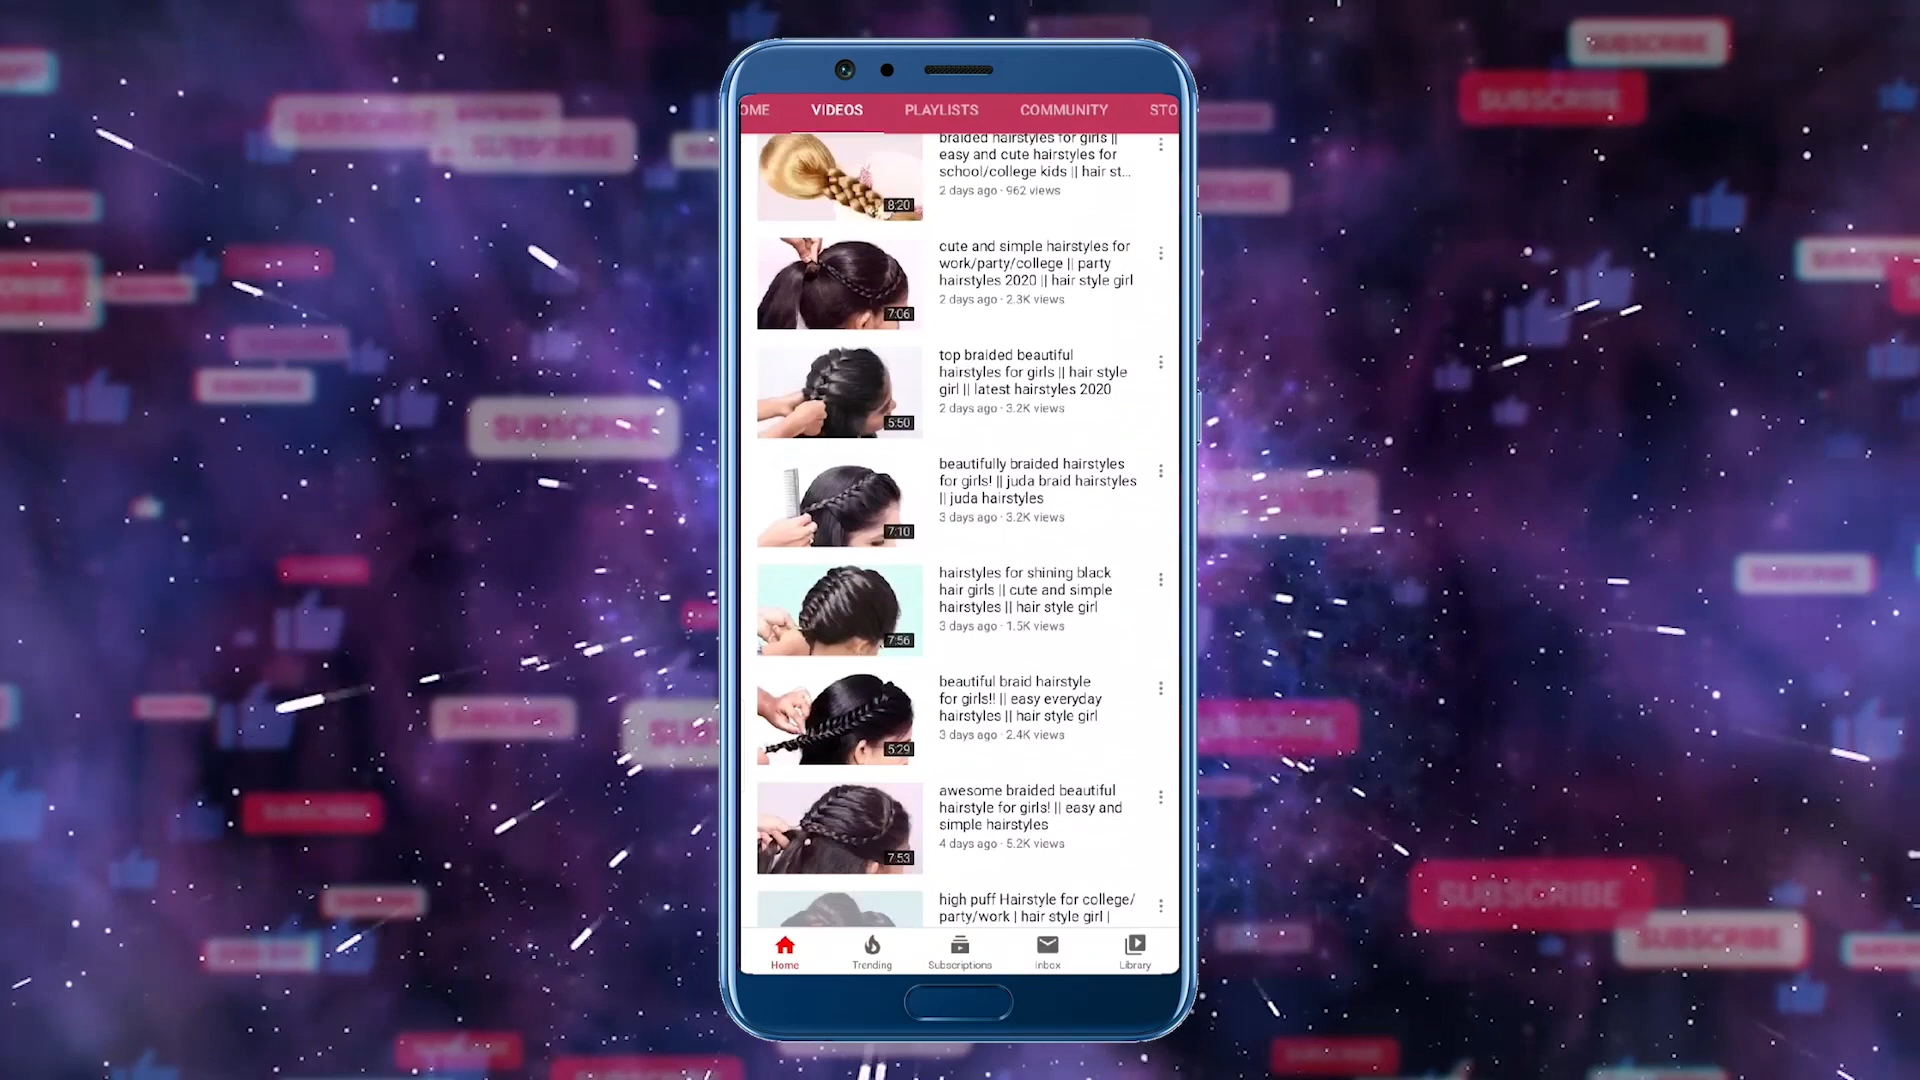 OME VIDEOS PLAYLISTS COMMUNITY STO
braided hairstyles for girls ||
easy and cute hairstyles for
school/college kids || hair st...
2 days ago · 962 views
8:20
cute and simple hairstyles for
work/party/college || party
hairstyles 2020 || hair style girl
2 days ago · 2.3K views
7:06
top braided beautiful
hairstyles for girls || hair style
girl || latest hairstyles 2020
2 days ago · 3.2K views
5:50
beautifully braided hairstyles
for girls! || juda braid hairstyles
|| juda hairstyles
3 days ago · 3.2K views
7:10
hairstyles for shining black
hair girls || cute and simple
hairstyles || hair style girl
3 days ago · 1.5K views
7:56
beautiful braid hairstyle
for girls!! || easy everyday
hairstyles || hair style girl
3 days ago · 2.4K views
5:29
awesome braided beautiful
hairstyle for girls! || easy and
simple hairstyles
4 days ago · 5.2K views
7:53
high puff Hairstyle for college/
party/work | hair style girl |
Home Trending Subscriptions Inbox Library
SUBSCRIBE
SUBSCRIBE
SUBSCRIBE
SUBSCRIBE
SUBSCRIBE
SUBSCRIBE